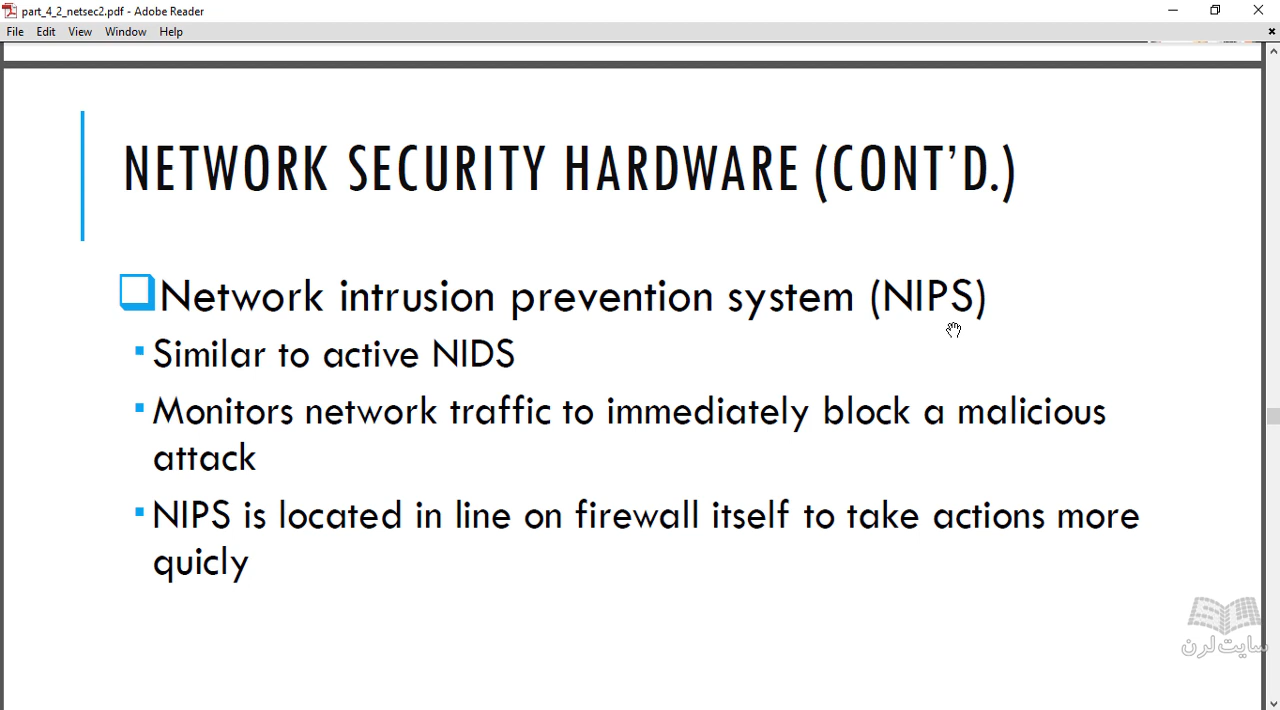 part_4_2_netsec2.pdf - Adobe Reader
File Edit View Window Help
NETWORK SECURITY HARDWARE (CONT'D.)
Network intrusion prevention system (NIPS)
Similar to active NIDS
Monitors network traffic to immediately block a malicious
attack
NIPS is located in line on firewall itself to take actions more
quicly
سایت لرن